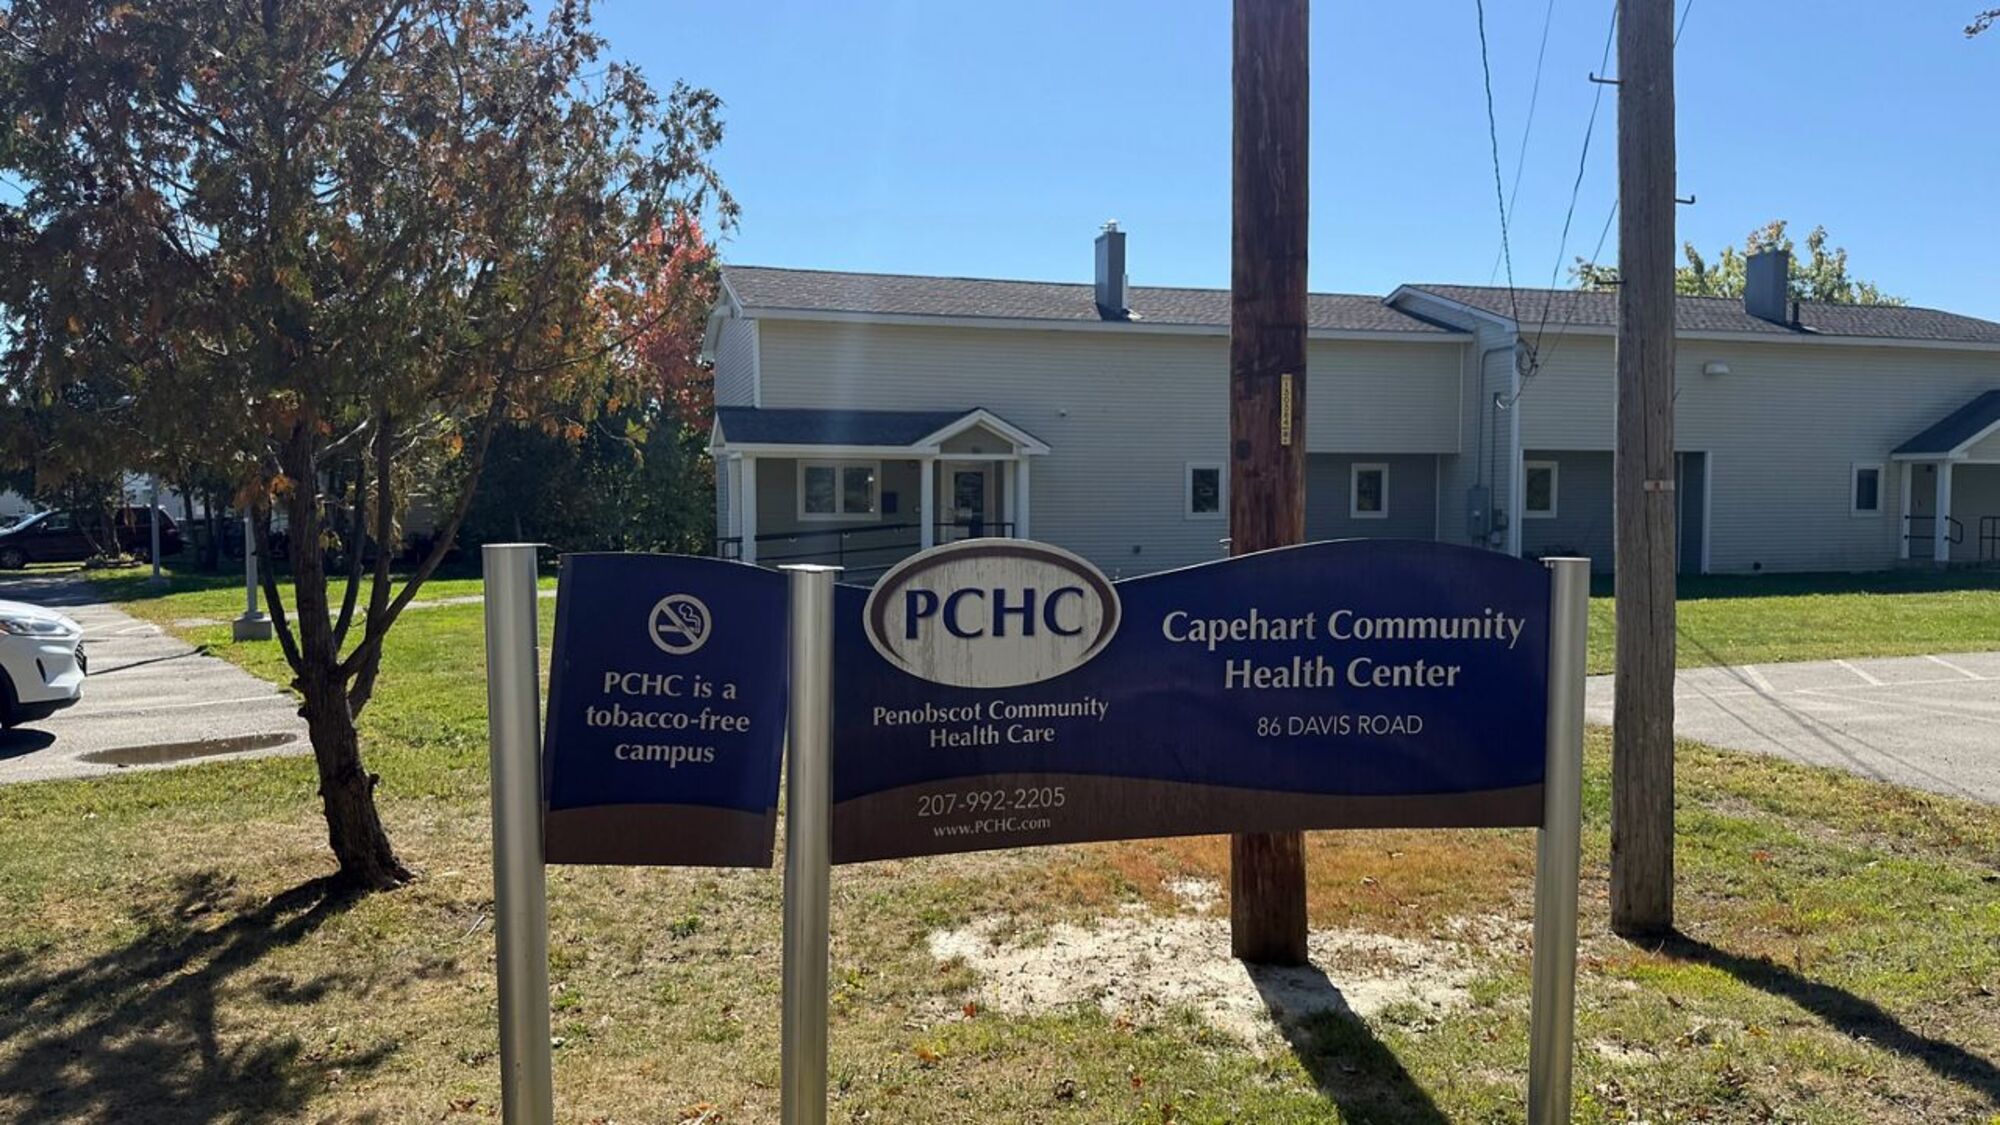 PCHC is a
tobacco-free
campus
PCHC
Penobscot Community
Health Care
207-992-2205
www.PCHC.com
Capehart Community
Health Center
86 DAVIS ROAD